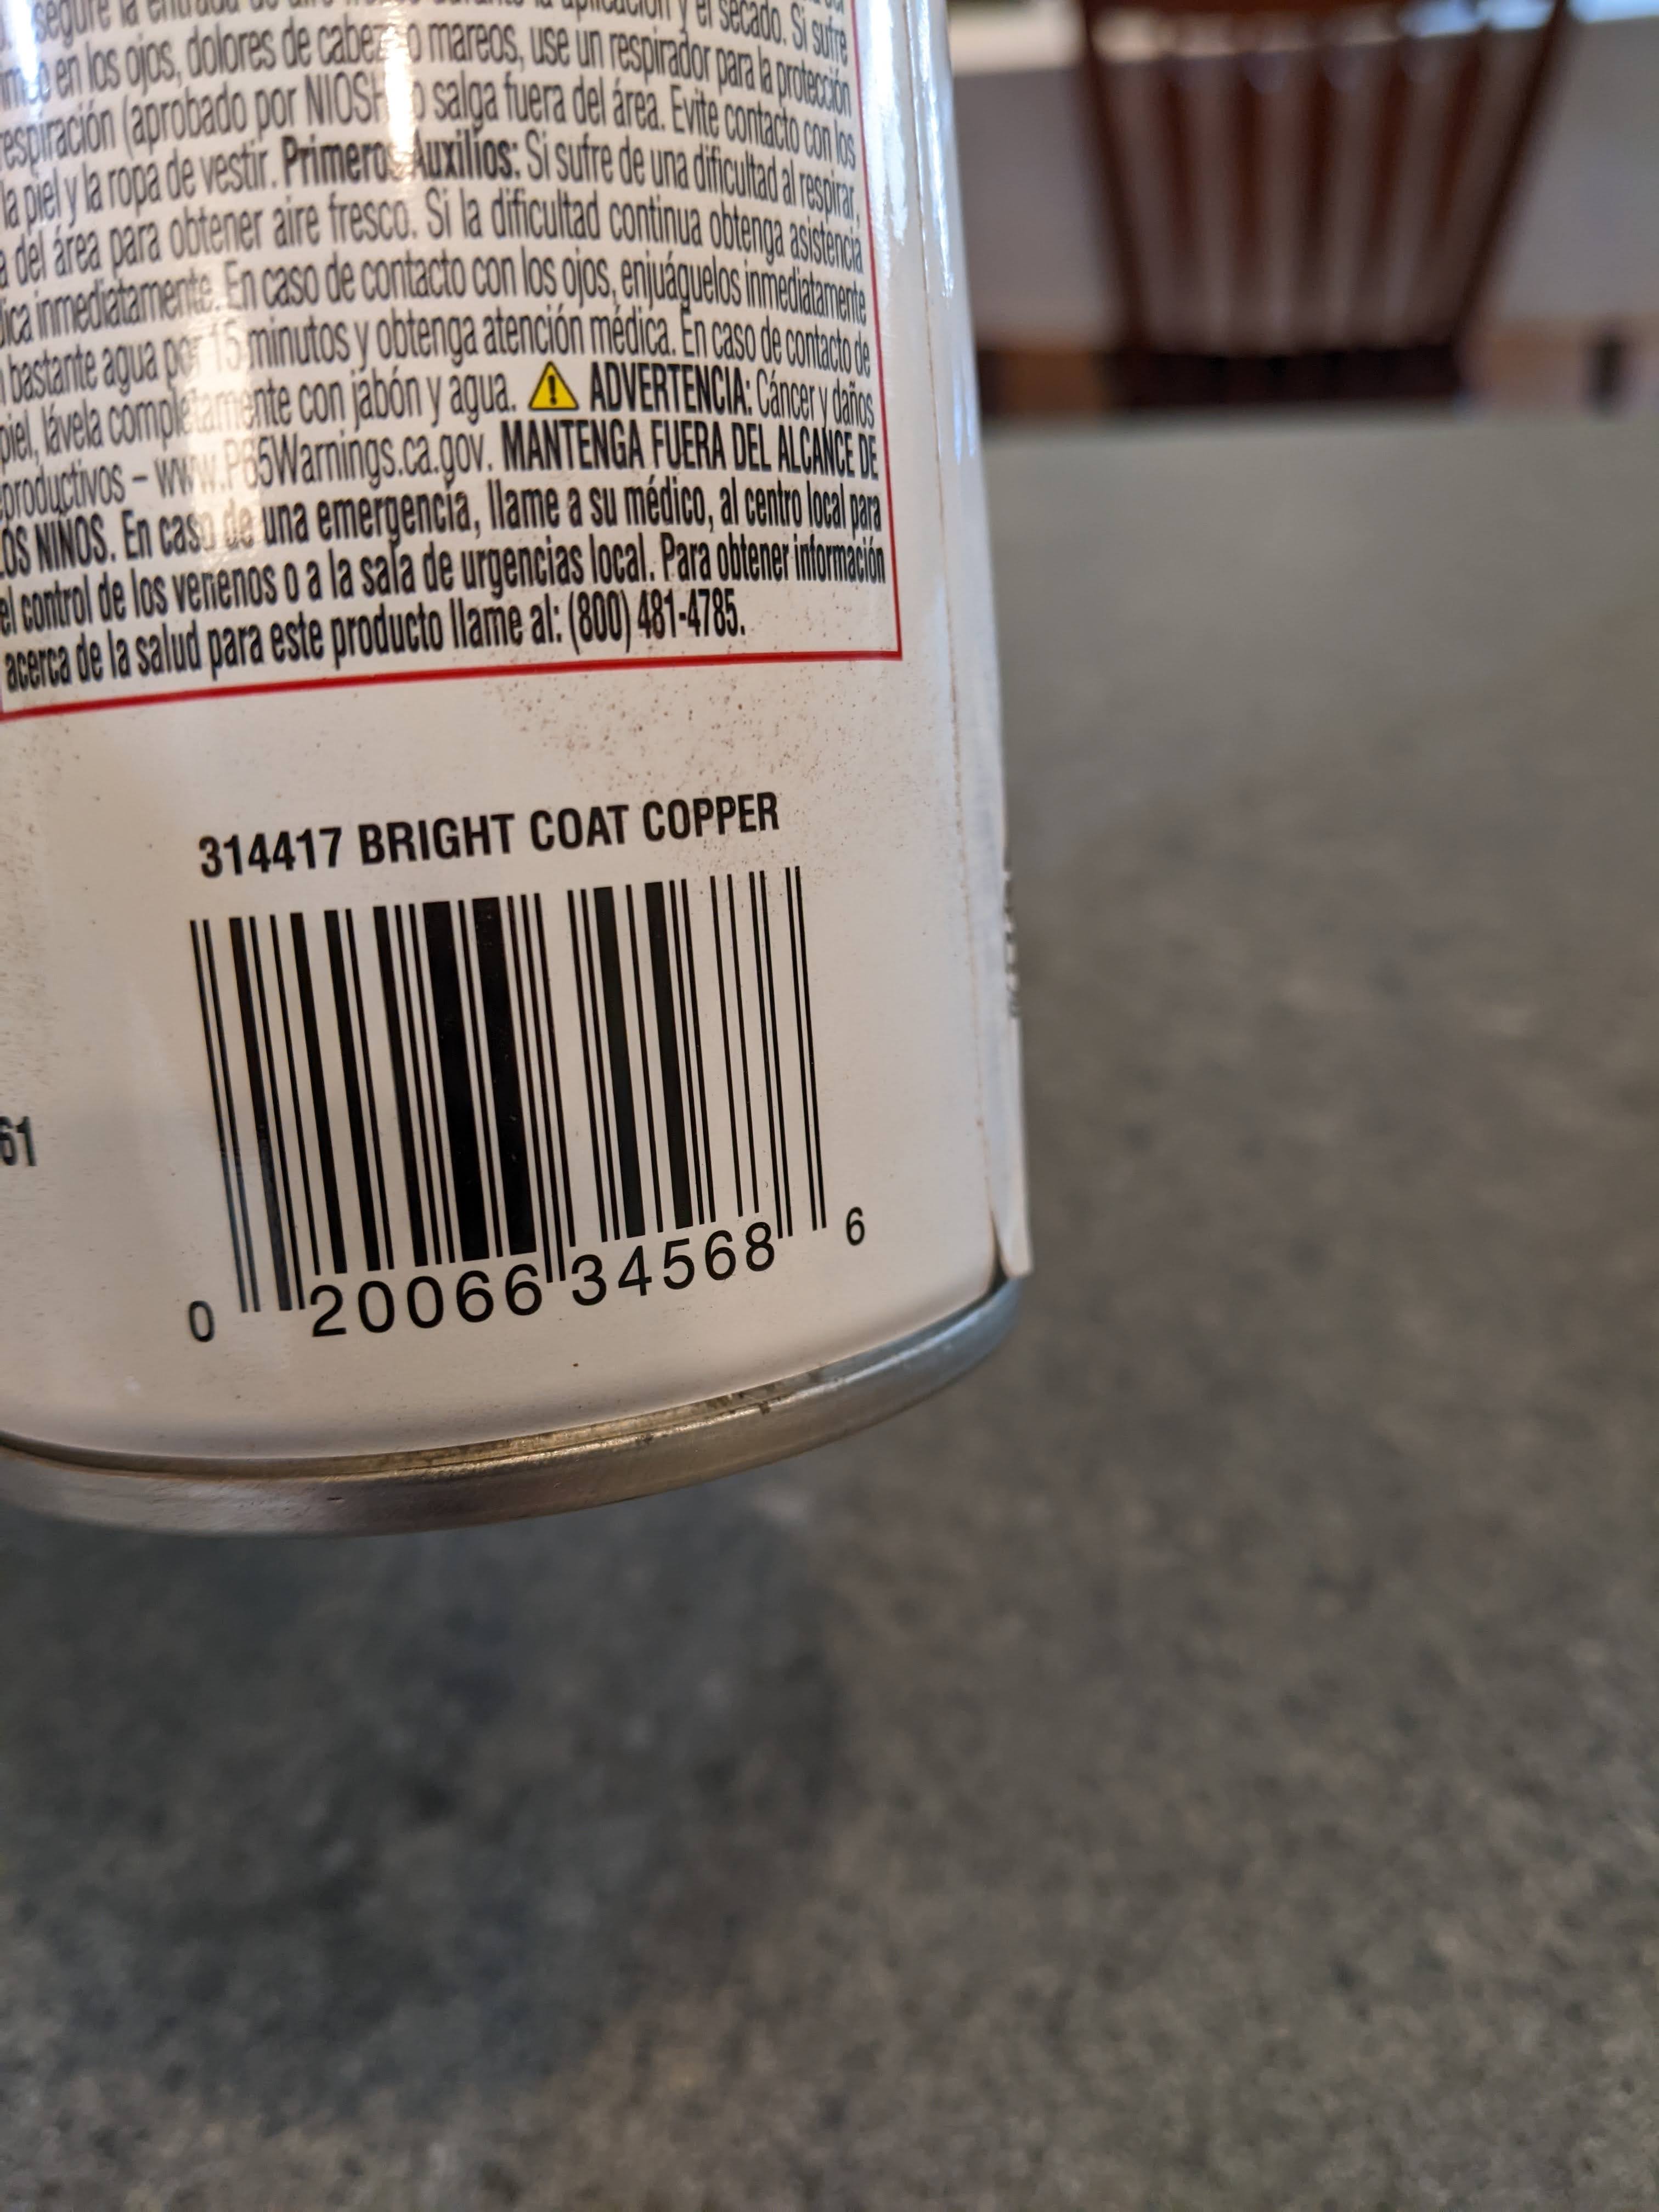 segure la entrada de aire durante la aplicación y el secado. Si sufre
en los ojos, dolores de cabeza o mareos, use un respirador para la protección
respiración (aprobado por NIOSH) o salga fuera del área. Evite contacto con los
la piel y la ropa de vestir. Primeros Auxilios: Si sufre de una dificultad al respirar,
del área para obtener aire fresco. Si la dificultad continua obtenga asistencia
ica inmediatamente. En caso de contacto con los ojos, enjuáguelos inmediatamente
bastante agua por 15 minutos y obtenga atención médica. En caso de contacto de
piel, lávela completamente con jabón y agua. ⚠ ADVERTENCIA: Cáncer y daños
eproductivos – www.P65Warnings.ca.gov. MANTENGA FUERA DEL ALCANCE DE
LOS NIÑOS. En caso de una emergencia, llame a su médico, al centro local para
el control de los venenos o a la sala de urgencias local. Para obtener información
acerca de la salud para este producto llame al: (800) 481-4785.
314417 BRIGHT COAT COPPER
61
0 20066 34568 6